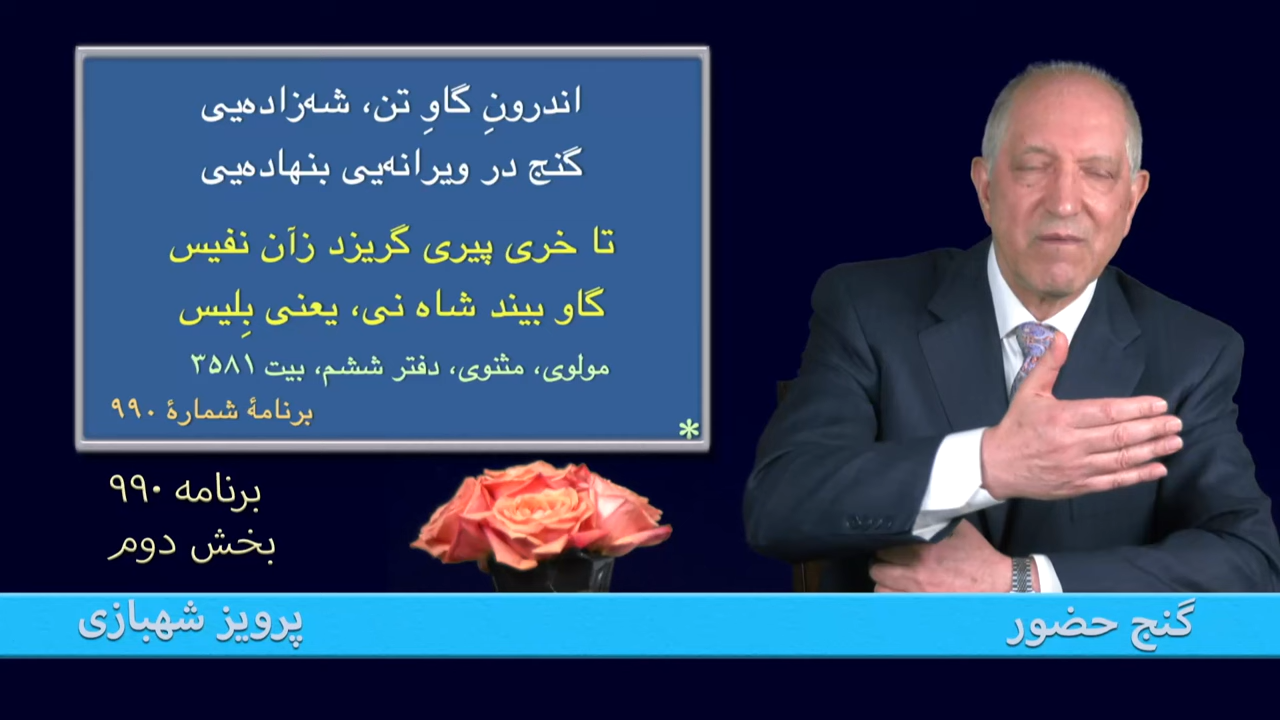 اندرونِ گاوِ تن، شه‌زاده‌یی
گنج در ویرانه‌یی بنهاده‌یی
تا خری پیری گریزد زآن نفیس
گاو بیند شاه نی، یعنی بِلیس
مولوی، مثنوی، دفتر ششم، بیت ۳۵۸۱
برنامهٔ شمارهٔ ۹۹۰
*
برنامه ۹۹۰
بخش دوم
گنج حضور
پرویز شهبازی